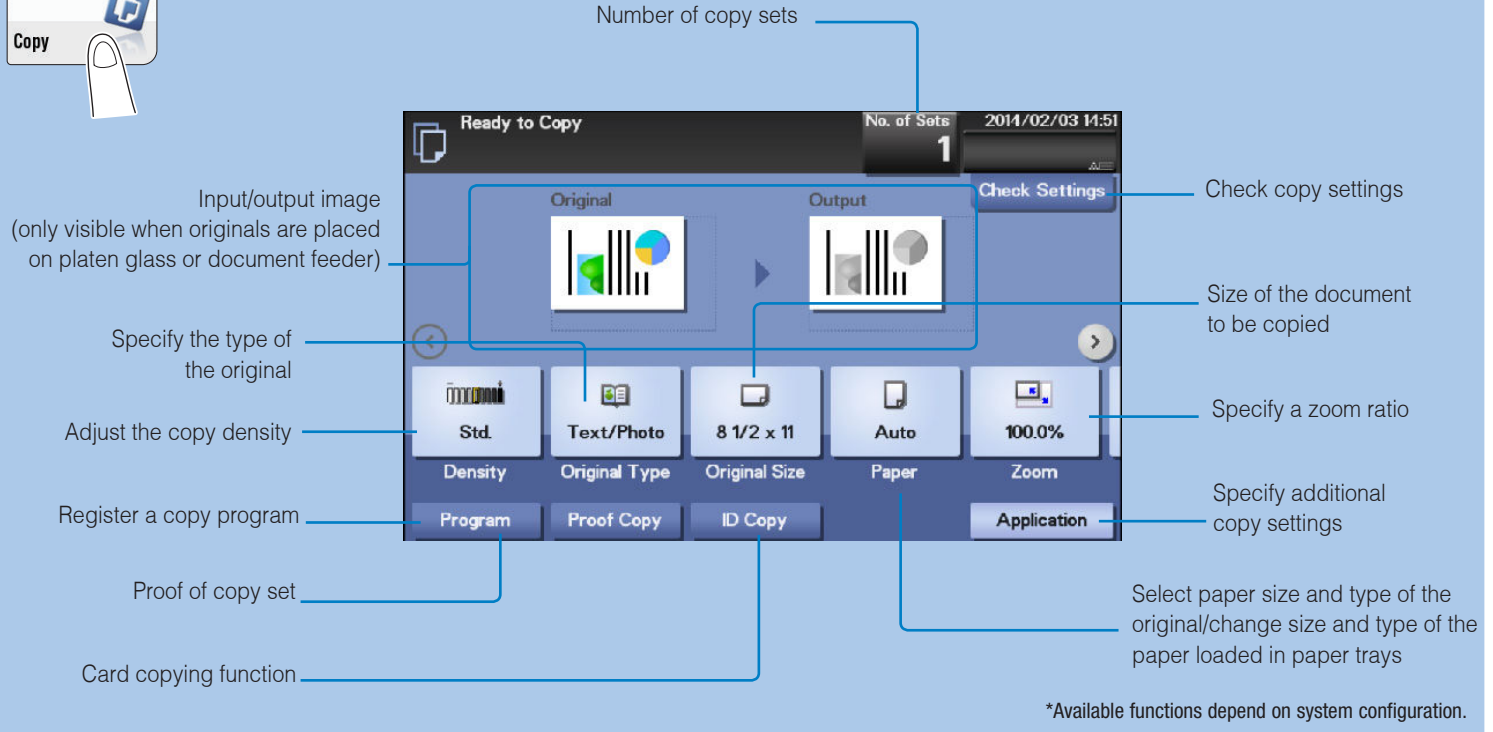 Copy
Number of copy sets
Ready to Copy
No. of Sets
1
2014/02/03 14:51
Check Settings
Check copy settings
Input/output image
(only visible when originals are placed
on platen glass or document feeder)
Original
Output
Size of the document
to be copied
Specify the type of
the original
Adjust the copy density
Std.
Text/Photo
8 1/2 x 11
Auto
100.0%
Specify a zoom ratio
Density
Original Type
Original Size
Paper
Zoom
Register a copy program
Program
Proof Copy
ID Copy
Application
Specify additional
copy settings
Proof of copy set
Select paper size and type of the
original/change size and type of the
paper loaded in paper trays
Card copying function
*Available functions depend on system configuration.